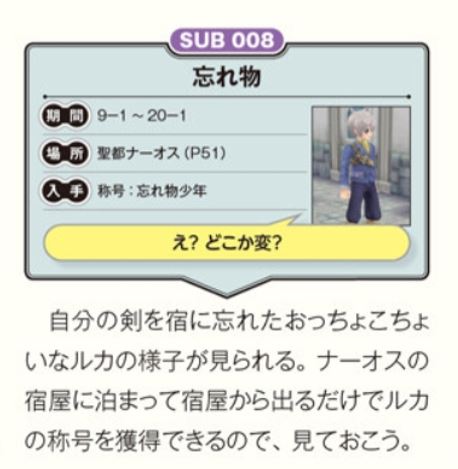 SUB 008
忘れ物
期間 9−1 ~ 20−1
場所 聖都ナーオス（P51）
入手 称号：忘れ物少年
え？ どこか変？
自分の剣を宿に忘れたおっちょこちょ
いなルカの様子が見られる。ナーオスの
宿屋に泊まって宿屋から出るだけでルカ
の称号を獲得できるので、見ておこう。